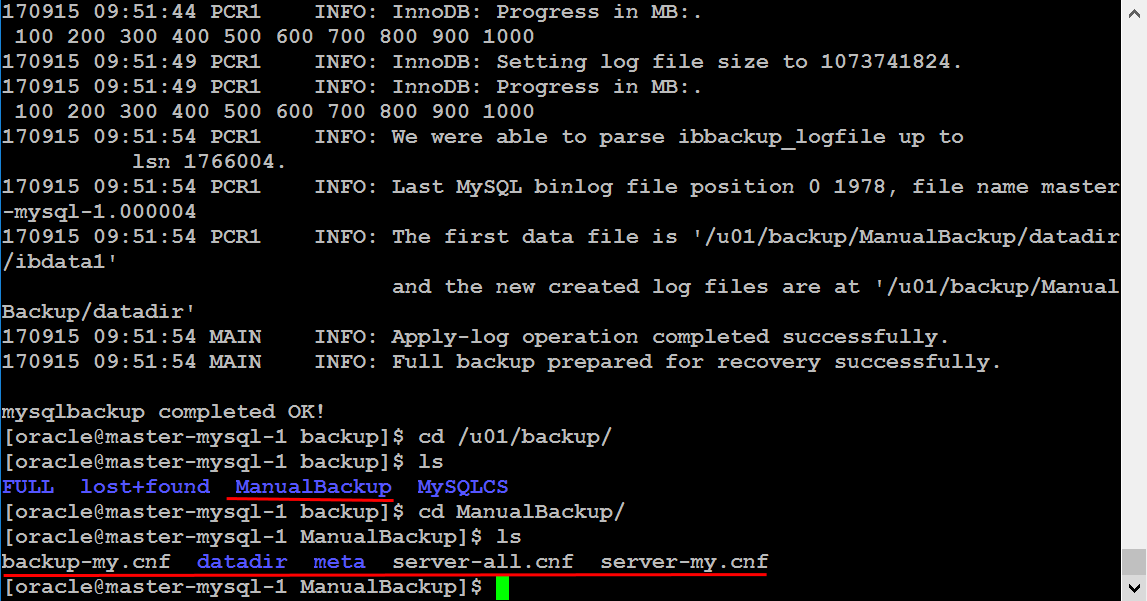 170915 09:51:44 PCR1    INFO: InnoDB: Progress in MB:.
 100 200 300 400 500 600 700 800 900 1000
170915 09:51:49 PCR1    INFO: InnoDB: Setting log file size to 1073741824.
170915 09:51:49 PCR1    INFO: InnoDB: Progress in MB:.
 100 200 300 400 500 600 700 800 900 1000
170915 09:51:54 PCR1    INFO: We were able to parse ibbackup_logfile up to
          lsn 1766004.
170915 09:51:54 PCR1    INFO: Last MySQL binlog file position 0 1978, file name master
-mysql-1.000004
170915 09:51:54 PCR1    INFO: The first data file is '/u01/backup/ManualBackup/datadir
/ibdata1'
                              and the new created log files are at '/u01/backup/Manual
Backup/datadir'
170915 09:51:54 MAIN    INFO: Apply-log operation completed successfully.
170915 09:51:54 MAIN    INFO: Full backup prepared for recovery successfully.

mysqlbackup completed OK!
[oracle@master-mysql-1 backup]$ cd /u01/backup/
[oracle@master-mysql-1 backup]$ ls
FULL  lost+found  ManualBackup  MySQLCS
[oracle@master-mysql-1 backup]$ cd ManualBackup/
[oracle@master-mysql-1 ManualBackup]$ ls
backup-my.cnf  datadir  meta  server-all.cnf  server-my.cnf
[oracle@master-mysql-1 ManualBackup]$